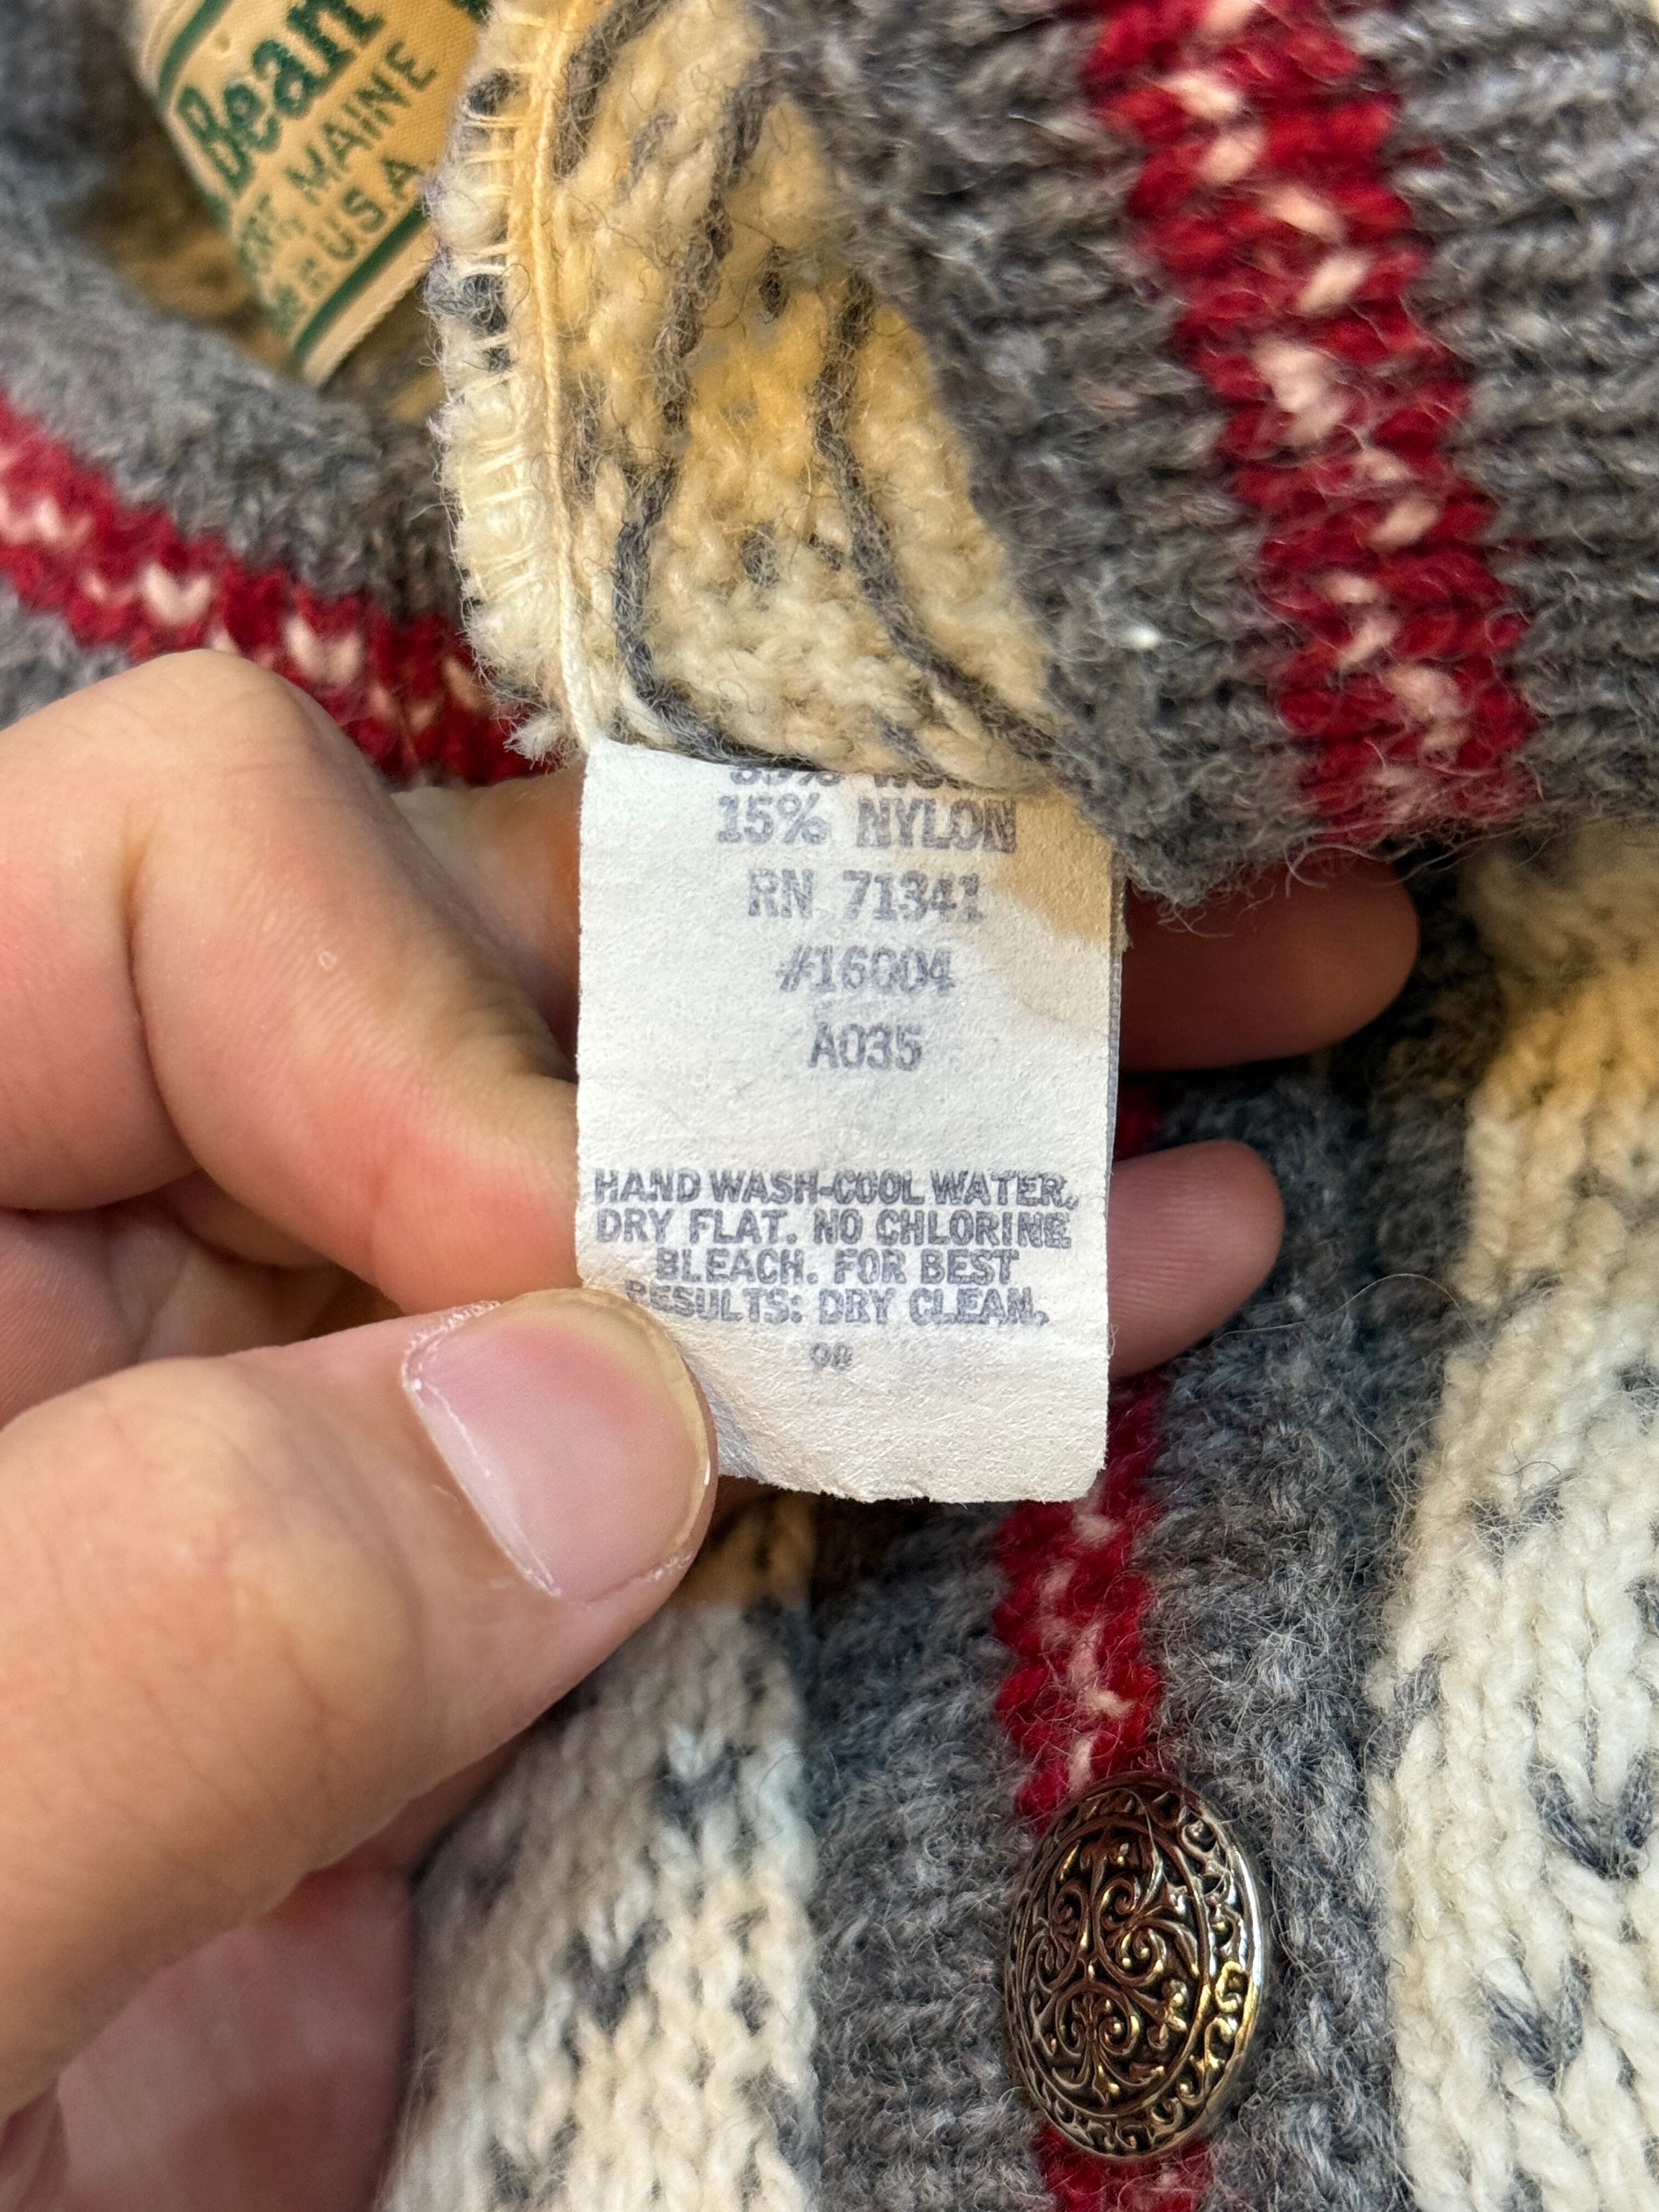 Bean
MAINE
in U.S.A
15% NYLON
RN 71341
#16004
A035
HAND WASH-COOL WATER,
DRY FLAT. NO CHLORINE
BLEACH. FOR BEST
RESULTS: DRY CLEAN.